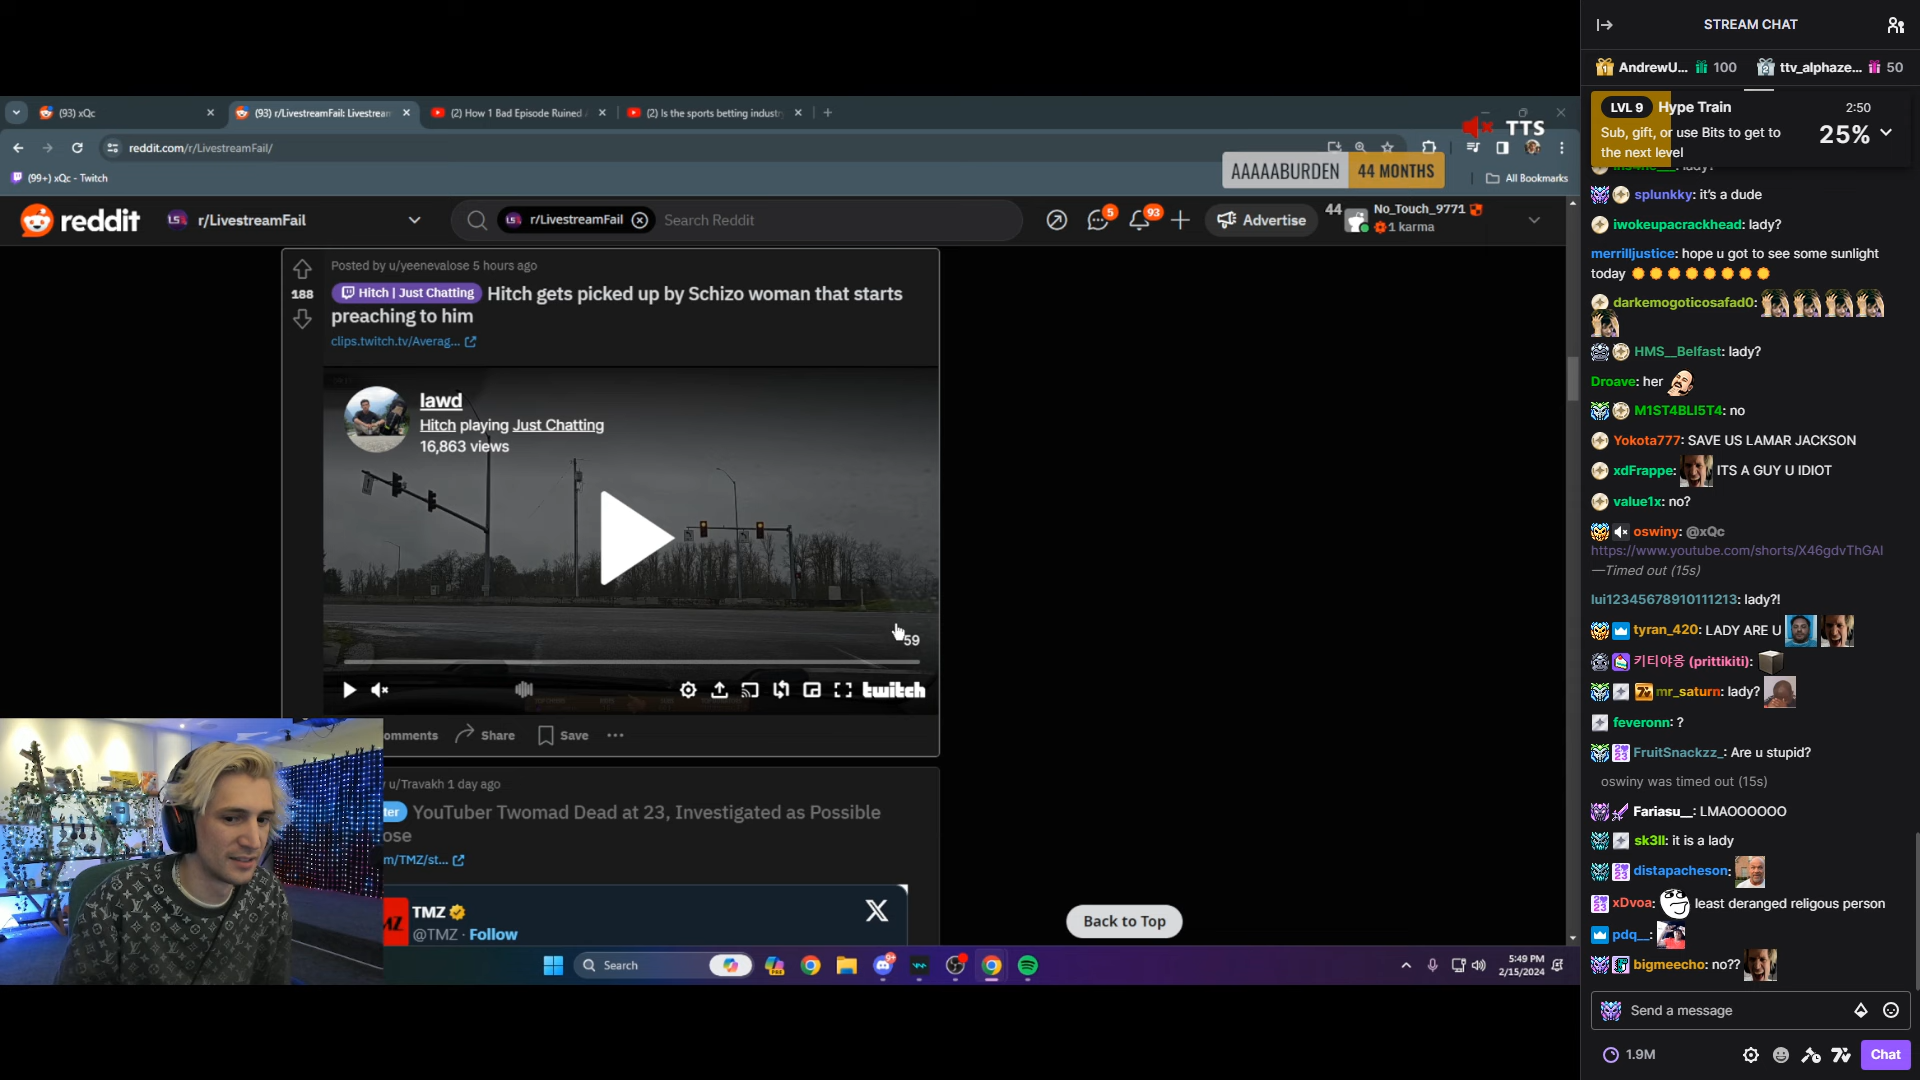 (93) xQc
(93) r/LivestreamFail: Livestrean
(2) How 1 Bad Episode Ruined
(2) Is the sports betting industr
reddit.com/r/LivestreamFail/
TTS
(99+) xQc - Twitch
AAAAABURDEN 44 MONTHS
All Bookmarks
reddit
r/LivestreamFail
r/LivestreamFail
Search Reddit
5
93
Advertise
44
No_Touch_9771
1 karma
Posted by u/yeenevalose 5 hours ago
188
Hitch | Just Chatting Hitch gets picked up by Schizo woman that starts
preaching to him
clips.twitch.tv/Averag...
lawd
Hitch playing Just Chatting
16,863 views
59
twitch
omments
Share
Save
u/Travakh 1 day ago
ter YouTuber Twomad Dead at 23, Investigated as Possible
ose
m/TMZ/st...
TMZ
@TMZ · Follow
Back to Top
Search
5:49 PM
2/15/2024
STREAM CHAT
AndrewU... 100
ttv_alphaze... 50
LVL 9 Hype Train
2:50
Sub, gift, or use Bits to get to
the next level
25%
splunkky: it's a dude
iwokeupacrackhead: lady?
merrilljustice: hope u got to see some sunlight
today
darkemogoticosafad0:
HMS__Belfast: lady?
Droave: her
M1ST4BLI5T4: no
Yokota777: SAVE US LAMAR JACKSON
xdFrappe: ITS A GUY U IDIOT
value1x: no?
oswiny: @xQc
https://www.youtube.com/shorts/X46gdvThGAI
—Timed out (15s)
lui12345678910111213: lady?!
tyran_420: LADY ARE U
키티야옹 (prittikiti):
mr_saturn: lady?
feveronn: ?
FruitSnackzz_: Are u stupid?
oswiny was timed out (15s)
Fariasu__: LMAOOOOOO
sk3ll: it is a lady
distapacheson:
xDvoa: least deranged religous person
pdq__:
bigmeecho: no??
Send a message
1.9M
Chat